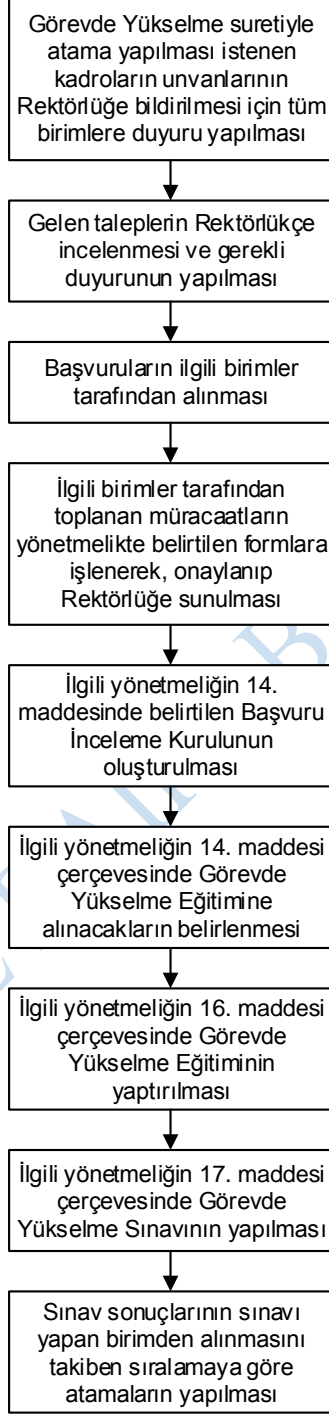 Görevde Yükselme suretiyle
atama yapılması istenen
kadroların unvanlarının
Rektörlüğe bildirilmesi için tüm
birimlere duyuru yapılması
Gelen taleplerin Rektörlükçe
incelenmesi ve gerekli
duyurunun yapılması
Başvuruların ilgili birimler
tarafından alınması
İlgili birimler tarafından
toplanan müracaatların
yönetmelikte belirtilen formlara
işlenerek, onaylanıp
Rektörlüğe sunulması
İlgili yönetmeliğin 14.
maddesinde belirtilen Başvuru
İnceleme Kurulunun
oluşturulması
İlgili yönetmeliğin 14. maddesi
çerçevesinde Görevde
Yükselme Eğitimine
alınacakların belirlenmesi
İlgili yönetmeliğin 16. maddesi
çerçevesinde Görevde
Yükselme Eğitiminin
yaptırılması
İlgili yönetmeliğin 17. maddesi
çerçevesinde Görevde
Yükselme Sınavının yapılması
Sınav sonuçlarının sınavı
yapan birimden alınmasını
takiben sıralamaya göre
atamaların yapılması